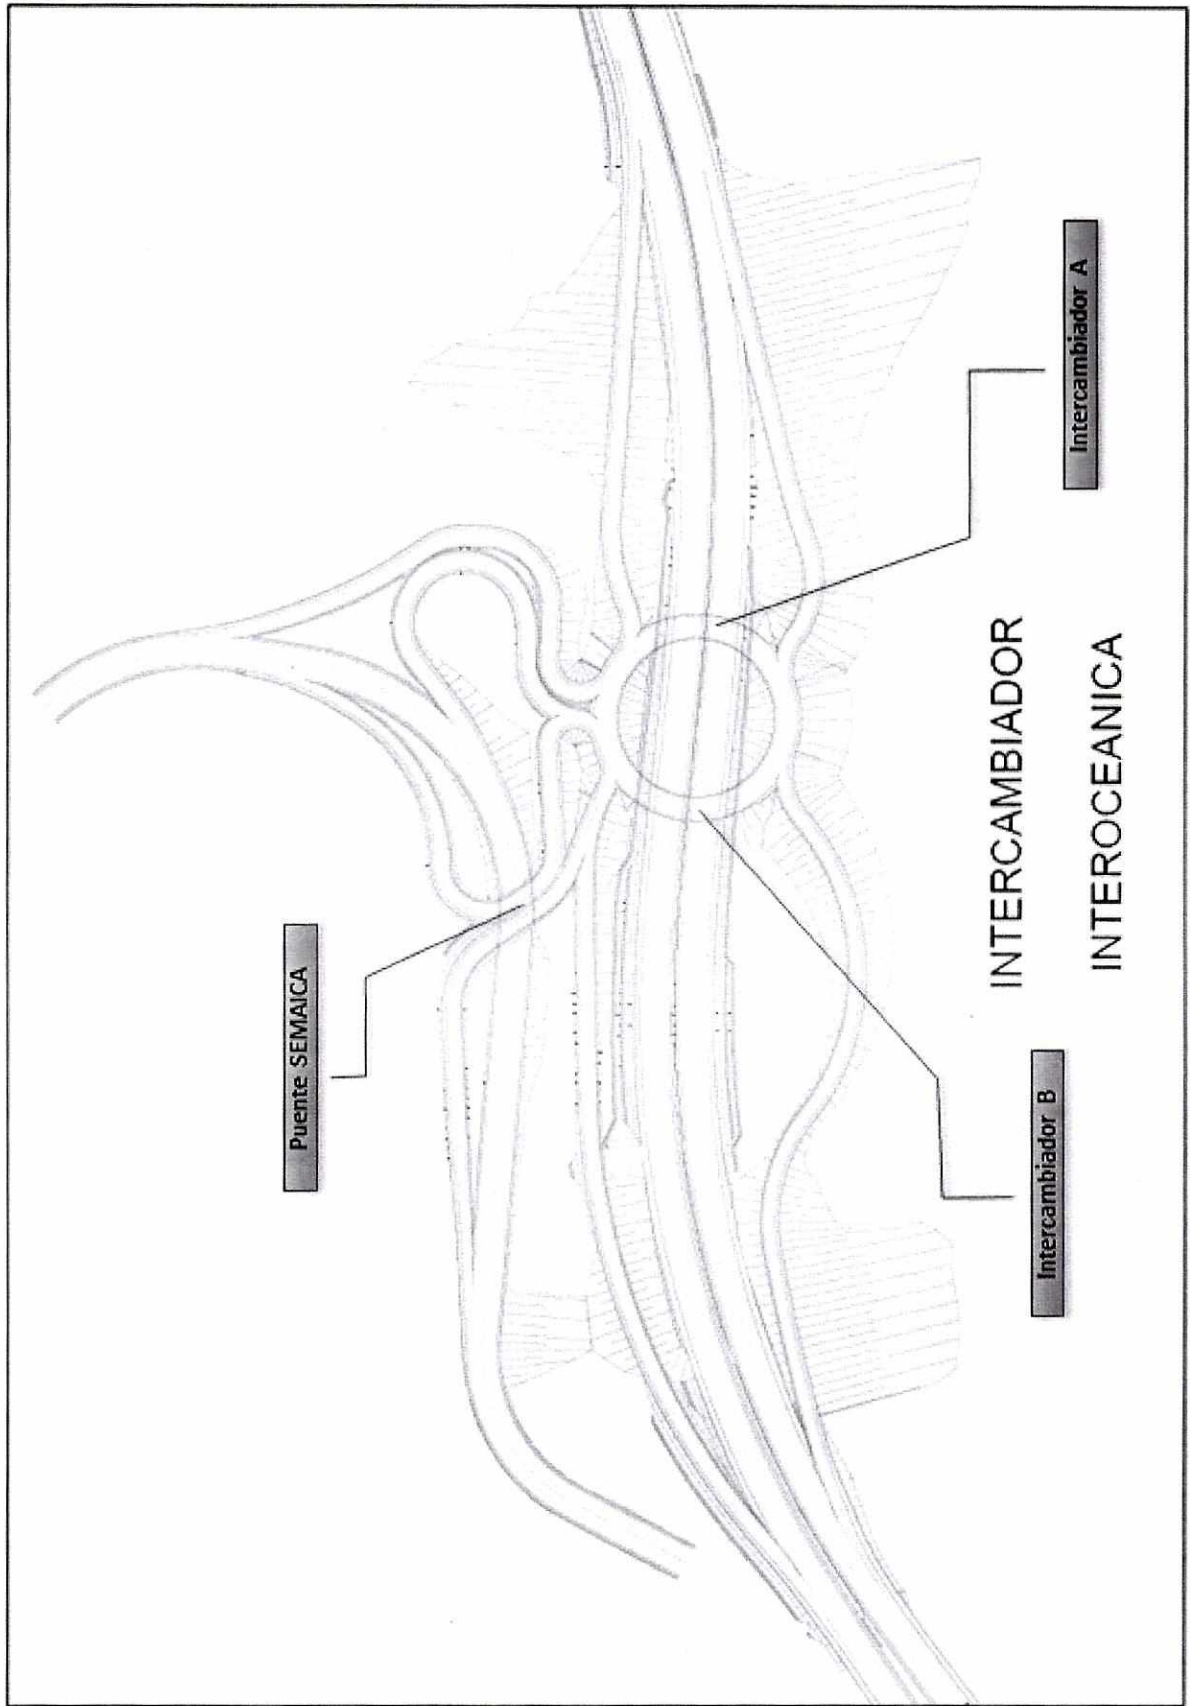 Puente SEMAICA
Intercambiador B
Intercambiador A
INTERCAMBIADOR
INTEROCEANICA